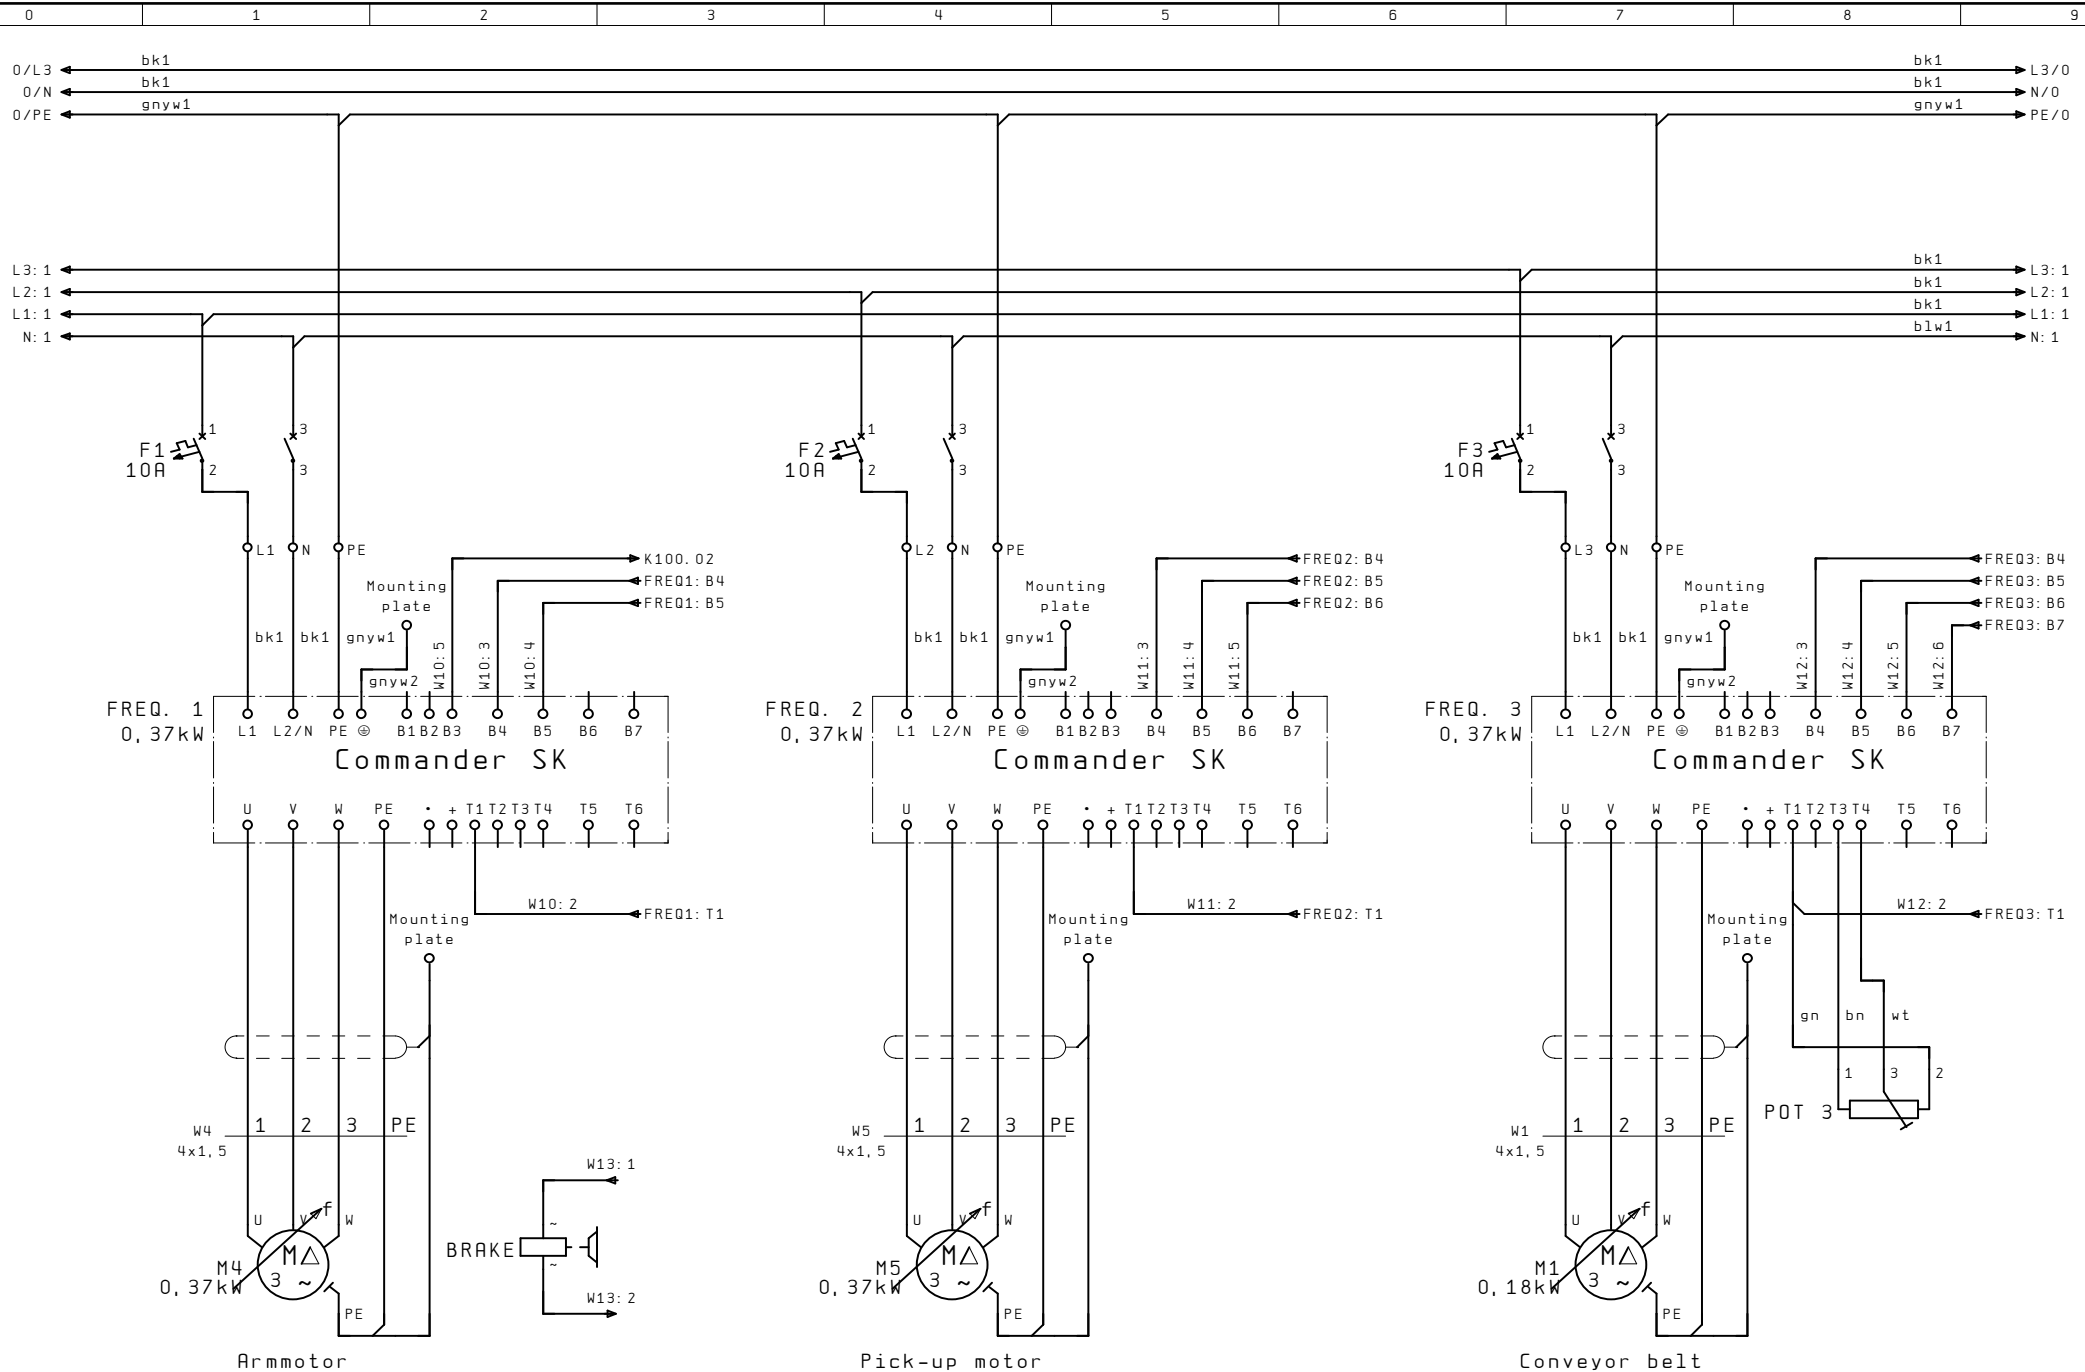 0 1 2 3 4 5 6 7 8 9
bk1 bk1
0/L3 L3/0
bk1 bk1
0/N N/0
gnyw1 gnyw1
0/PE PE/0
bk1
L3:1 L3:1
bk1
L2:1 L2:1
bk1
L1:1 L1:1
blw1
N:1 N:1
1 3 1 3 1 3
F1 F2 F3
10A 2 3 10A 2 3 10A 2 3
L1 N PE L2 N PE L3 N PE
K100.02 FREQ2:B4 FREQ3:B4
Mounting FREQ1:B4 Mounting FREQ2:B5 Mounting FREQ3:B5
plate FREQ1:B5 plate FREQ2:B6 plate FREQ3:B6
FREQ3:B7
bk1 bk1 gnyw1 bk1 bk1 gnyw1 bk1 bk1 gnyw1
W10:5 W10:3 W10:4 W11:3 W11:4 W11:5 W12:3 W12:4 W12:5 W12:6
gnyw2 gnyw2 gnyw2
FREQ. 1 FREQ. 2 FREQ. 3
0,37kW L1 L2/N PE B1 B2 B3 B4 B5 B6 B7 0,37kW L1 L2/N PE B1 B2 B3 B4 B5 B6 B7 0,37kW L1 L2/N PE B1 B2 B3 B4 B5 B6 B7
Commander SK Commander SK Commander SK
U V W PE • + T1 T2 T3 T4 T5 T6 U V W PE • + T1 T2 T3 T4 T5 T6 U V W PE • + T1 T2 T3 T4 T5 T6
W10:2 FREQ1:T1 W11:2 FREQ2:T1 W12:2 FREQ3:T1
Mounting Mounting Mounting
plate plate plate
gn bn wt
1 3 2
POT 3
W4 1 2 3 PE W5 1 2 3 PE W1 1 2 3 PE
4x1,5 4x1,5 4x1,5
W13:1
U V f W U V f W U V f W
BRAKE ~ ~
M4 M△ M5 M△ M1 M△
0,37kW 3 ~ 0,37kW 3 ~ 0,18kW 3 ~
W13:2
PE PE PE
Armmotor Pick-up motor Conveyor belt